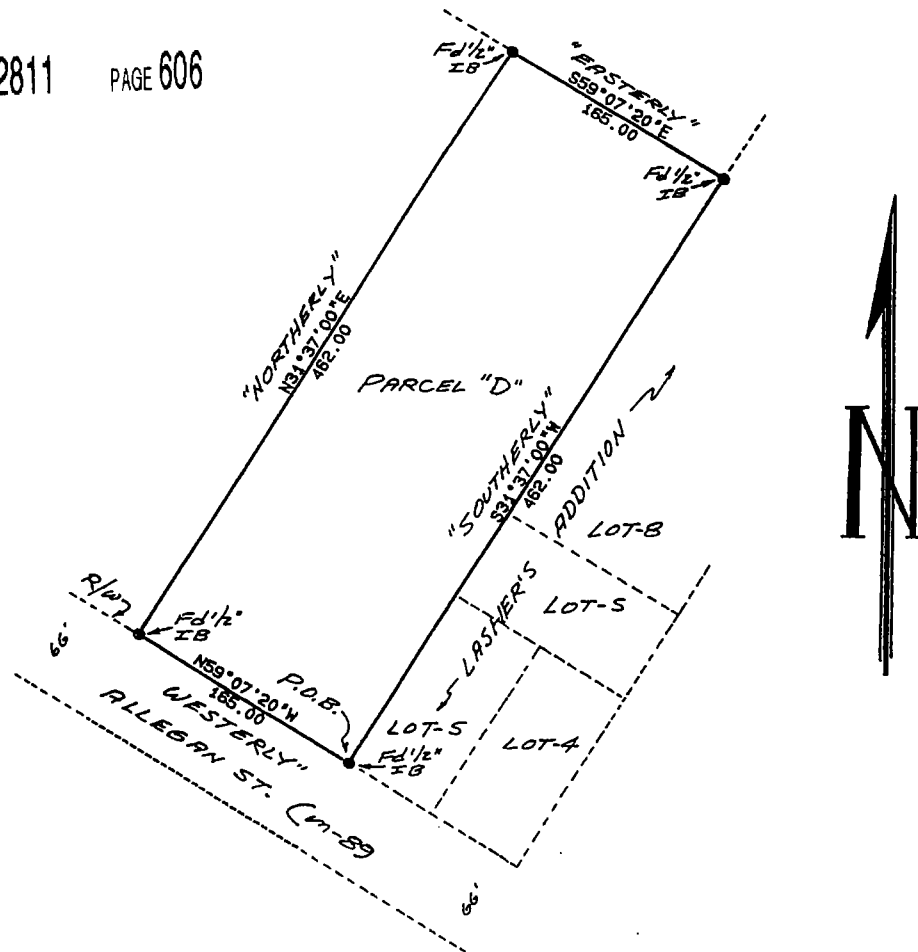 2811 PAGE 606
Fd 1/2"
IB
"EASTERLY"
S59°07'20"E
165.00
Fd 1/2"
IB
"NORTHERLY"
N31°37'00"E
462.00
PARCEL "D"
"SOUTHERLY"
S31°37'00"W
462.00
ADDITION
LOT-8
N
LASHER'S
LOT-5
R/W
66'
Fd 1/2"
IB
N59°07'20"W
165.00
WESTERLY"
P.O.B.
LOT-5
LOT-4
Fd 1/2"
IB
ALLEGAN ST. (M-89
66'